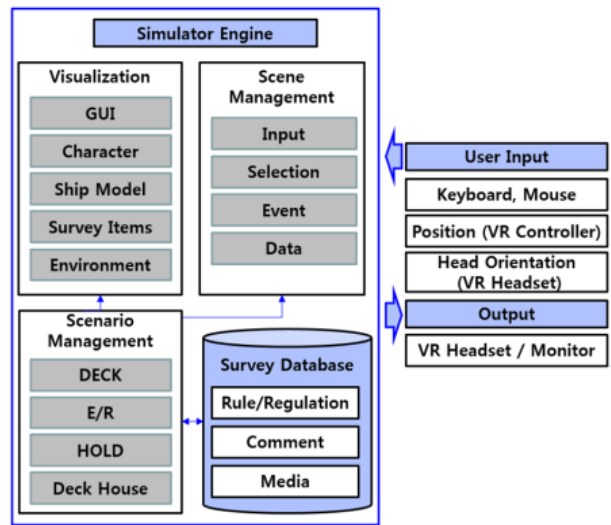 Simulator Engine
Visualization
GUI
Character
Ship Model
Survey Items
Environment
Scene
Management
Input
Selection
Event
Data
Scenario
Management
DECK
E/R
HOLD
Deck House
Survey Database
Rule/Regulation
Comment
Media
User Input
Keyboard, Mouse
Position (VR Controller)
Head Orientation
(VR Headset)
Output
VR Headset / Monitor